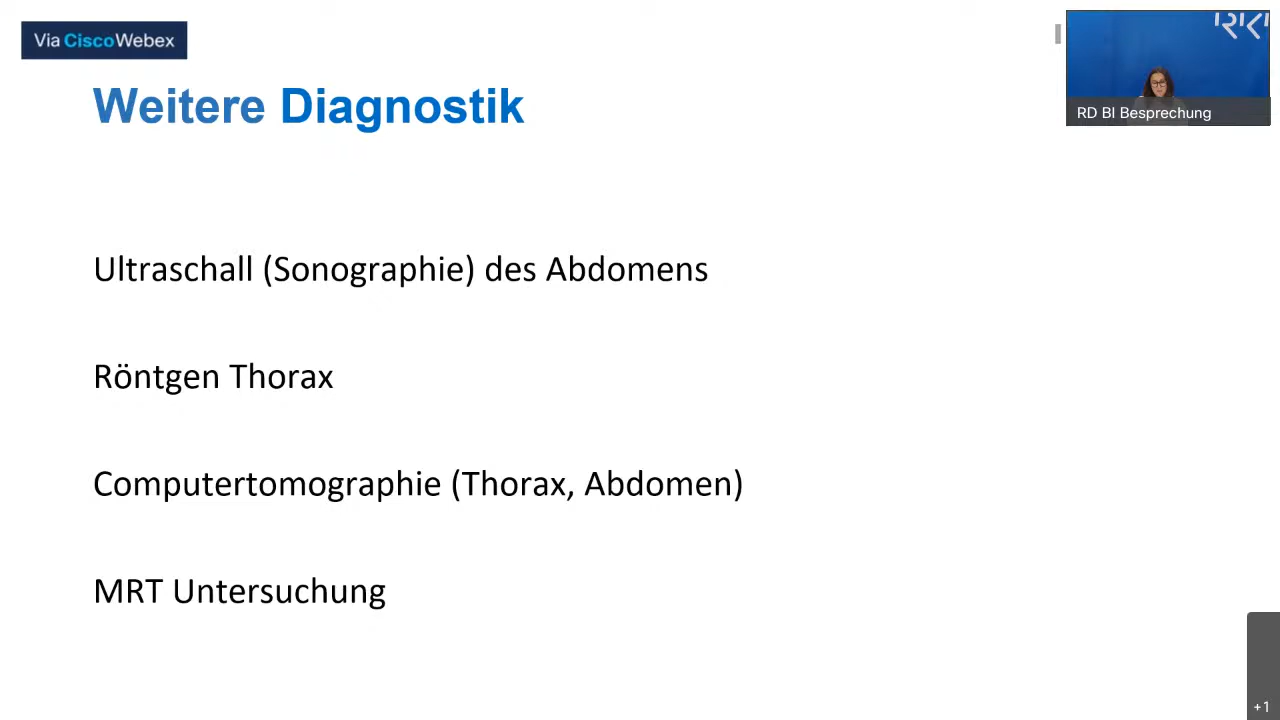 Via CiscoWebex
Weitere Diagnostik
RD BI Besprechung
Ultraschall (Sonographie) des Abdomens
Röntgen Thorax
Computertomographie (Thorax, Abdomen)
MRT Untersuchung
+1